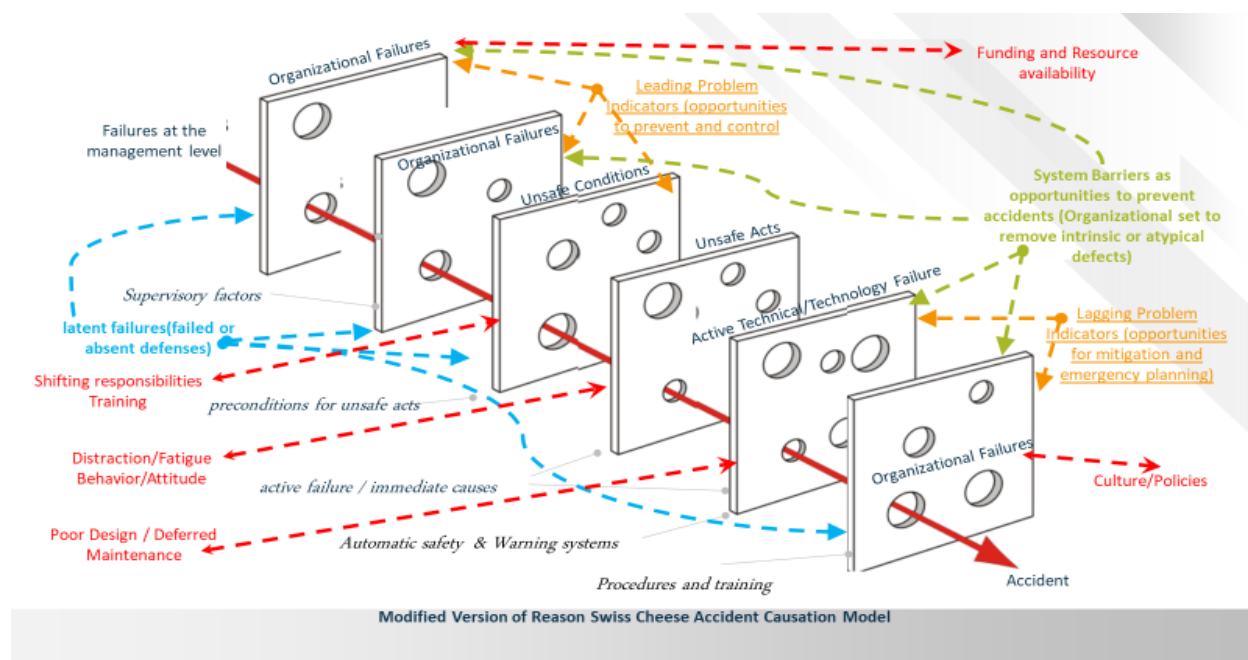 Organizational Failures
Funding and Resource
availability
Leading Problem
Indicators (opportunities
to prevent and control
Failures at the
management level
Organizational Failures
Unsafe Conditions
System Barriers as
opportunities to prevent
accidents (Organizational set to
remove intrinsic or atypical
defects)
Unsafe Acts
Active Technical/Technology Failure
Supervisory factors
latent failures(failed or
absent defenses)
Lagging Problem
Indicators (opportunities
for mitigation and
emergency planning)
Shifting responsibilities
Training
preconditions for unsafe acts
Distraction/Fatigue
Behavior/Attitude
active failure / immediate causes
Organizational Failures
Culture/Policies
Poor Design / Deferred
Maintenance
Automatic safety & Warning systems
Procedures and training
Accident
Modified Version of Reason Swiss Cheese Accident Causation Model